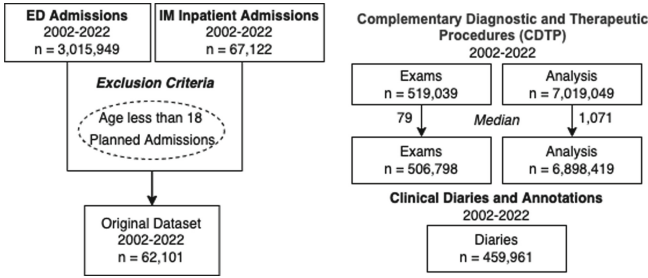 ED Admissions
2002-2022
n = 3,015,949
IM Inpatient Admissions
2002-2022
n = 67,122
Exclusion Criteria
Age less than 18
Planned Admissions
Original Dataset
2002-2022
n = 62,101
Complementary Diagnostic and Therapeutic
Procedures (CDTP)
2002-2022
Exams
n = 519,039
Analysis
n = 7,019,049
79
Median
1,071
Exams
n = 506,798
Analysis
n = 6,898,419
Clinical Diaries and Annotations
2002-2022
Diaries
n = 459,961